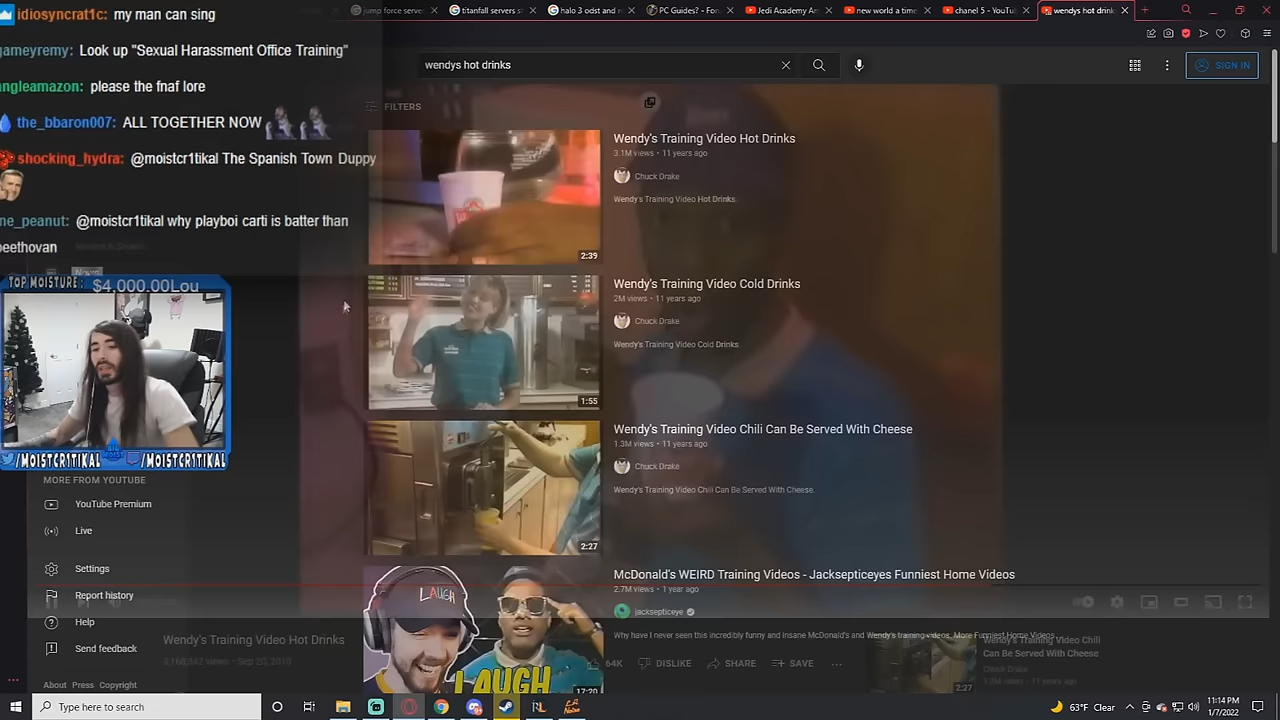 idinosryratic: my man can sing
jump force serve
titanfall servers s
halo 3 odst and r
PC Guides? - Fon
Jedi Academy Am
new world a time
chanel 5 - YouTu
wendys hot drink
gameyremy: Look up "Sexual Harassment Office Training"
angleamazon: please the fnaf lore
the_bbaron007: ALL TOGETHER NOW
shocking_hydra: @moistcr1tikal The Spanish Town Duppy
ne_peanut: @moistcr1tikal why playboi carti is batter than
beethovan
wendys hot drinks
SIGN IN
FILTERS
Wendy's Training Video Hot Drinks
3.1M views • 11 years ago
Chuck Drake
Wendy's Training Video Hot Drinks.
2:39
Wendy's Training Video Cold Drinks
2M views • 11 years ago
Chuck Drake
Wendy's Training Video Cold Drinks
1:55
Wendy's Training Video Chili Can Be Served With Cheese
1.3M views • 11 years ago
Chuck Drake
Wendy's Training Video Chili Can Be Served With Cheese.
2:27
McDonald's WEIRD Training Videos - Jacksepticeyes Funniest Home Videos
2.7M views • 1 year ago
jacksepticeye
Why have I never seen this incredibly funny and insane McDonald's and Wendy's training videos. More Funniest Home Videos
LAUGH
LAUGH
17:20
News
TOP MOISTURE: $4,000.00Lou
/MOISTCR1TIKAL /MOISTCR1TIKAL
MORE FROM YOUTUBE
YouTube Premium
Live
Settings
Report history
Help
Send feedback
About Press Copyright
Wendy's Training Video Hot Drinks
64K DISLIKE SHARE SAVE
Wendy's Training Video Chili
Can Be Served With Cheese
Chuck Drake
2:27
Type here to search
63°F Clear
11:14 PM
1/7/2022